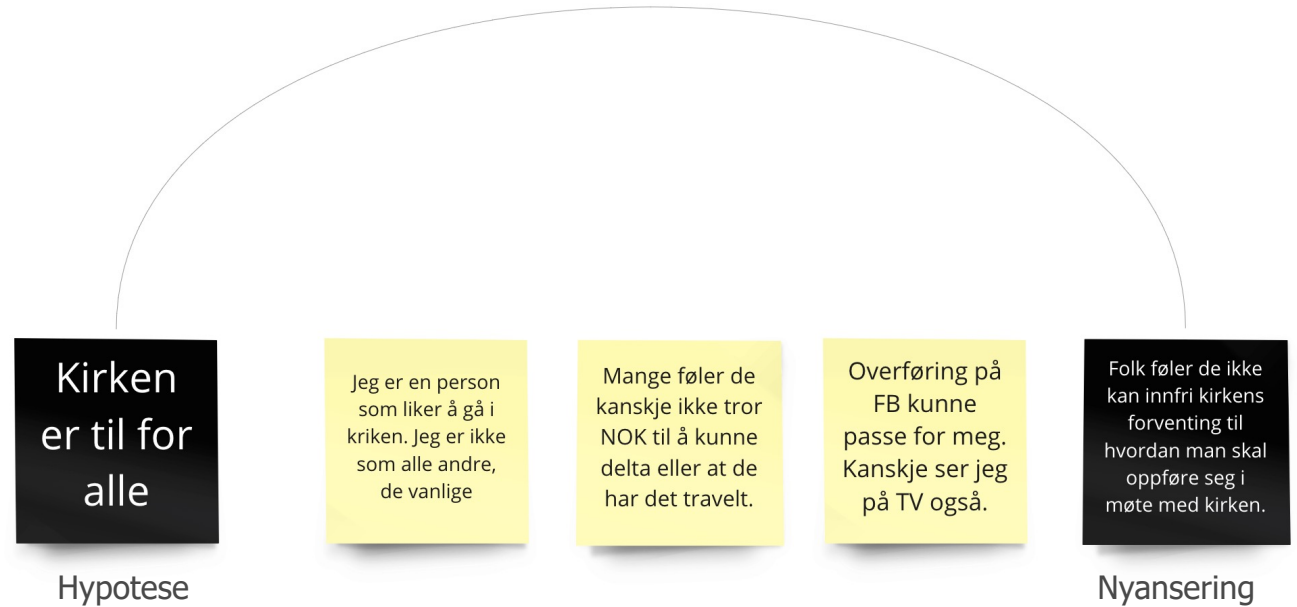 Kirken
er til for
alle
Jeg er en person
som liker å gå i
kriken. Jeg er ikke
som alle andre,
de vanlige
Mange føler de
kanskje ikke tror
NOK til å kunne
delta eller at de
har det travelt.
Overføring på
FB kunne
passe for meg.
Kanskje ser jeg
på TV også.
Folk føler de ikke
kan innfri kirkens
forventing til
hvordan man skal
oppføre seg i
møte med kirken.
Hypotese
Nyansering